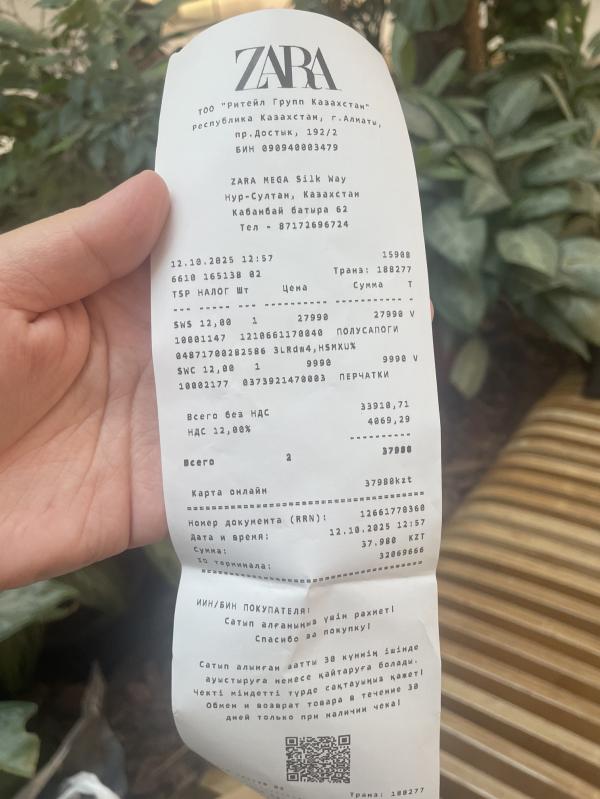 ZARA
ТОО "Ритейл Групп Казахстан"
Республика Казахстан, г.Алматы,
пр.Достык, 192/2
БИН 090940003479
ZARA MEGA Silk Way
Нур-Султан, Казахстан
Кабанбай батыра 62
Тел - 87172696724
12.10.2025 12:57 15908
6610 165138 02 Транз: 188277
TSP НАЛОГ Шт Цена Сумма Т
--- ----- --- ---------- ----------- -
SWS 12,00 1 27990 27990 V
10001147 1210661170040 ПОЛУСАПОГИ
04871700282586 3LRdm4,HSMXU%
SWC 12,00 1 9990 9990 V
10002177 0373921470003 ПЕРЧАТКИ
Всего без НДС 33910,71
НДС 12,00% 4069,29
----------
Всего 2 37980
Карта онлайн 37980kzt
======================================
Номер документа (RRN): 12661770360
Дата и время: 12.10.2025 12:57
Сумма: 37.980 KZT
ID терминала: 32069666
======================================
ИИН/БИН ПОКУПАТЕЛЯ:
Сатып алғаныңыз үшін рахмет!
Спасибо за покупку!
Сатып алынған затты 30 күннің ішінде
ауыстыруға немесе қайтаруға болады.
Чекті міндетті түрде сақтауыңыз қажет!
Обмен и возврат товара в течение 30
дней только при наличии чека!
Транз: 188277